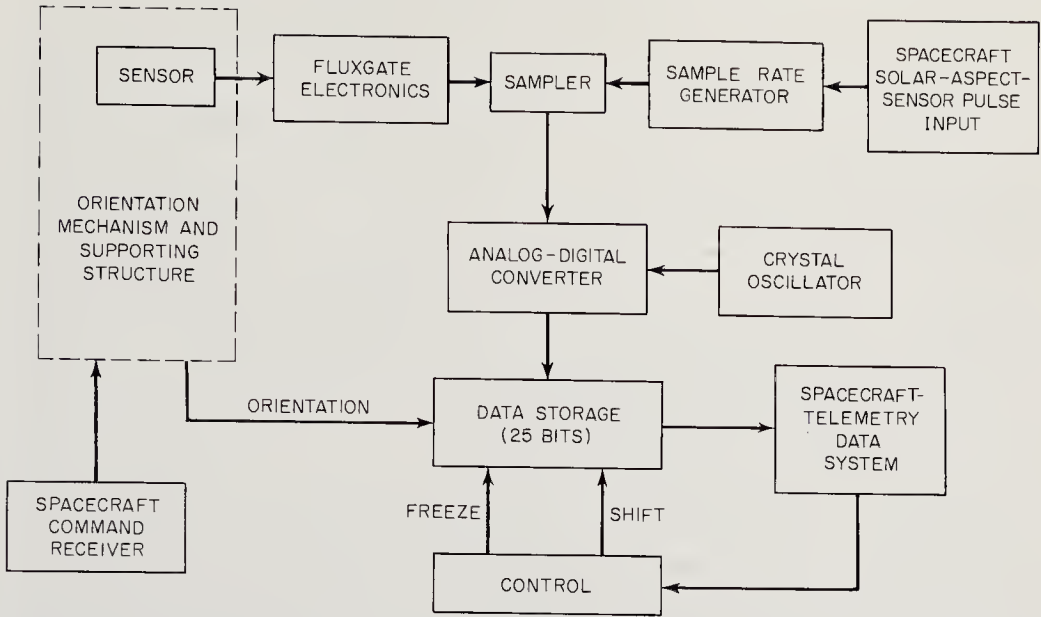 SENSOR
FLUXGATE
ELECTRONICS
SAMPLER
SAMPLE RATE
GENERATOR
SPACECRAFT
SOLAR-ASPECT-
SENSOR PULSE
INPUT
ORIENTATION
MECHANISM AND
SUPPORTING
STRUCTURE
ANALOG-DIGITAL
CONVERTER
CRYSTAL
OSCILLATOR
ORIENTATION
DATA STORAGE
(25 BITS)
SPACECRAFT-
TELEMETRY
DATA
SYSTEM
SPACECRAFT
COMMAND
RECEIVER
FREEZE
SHIFT
CONTROL